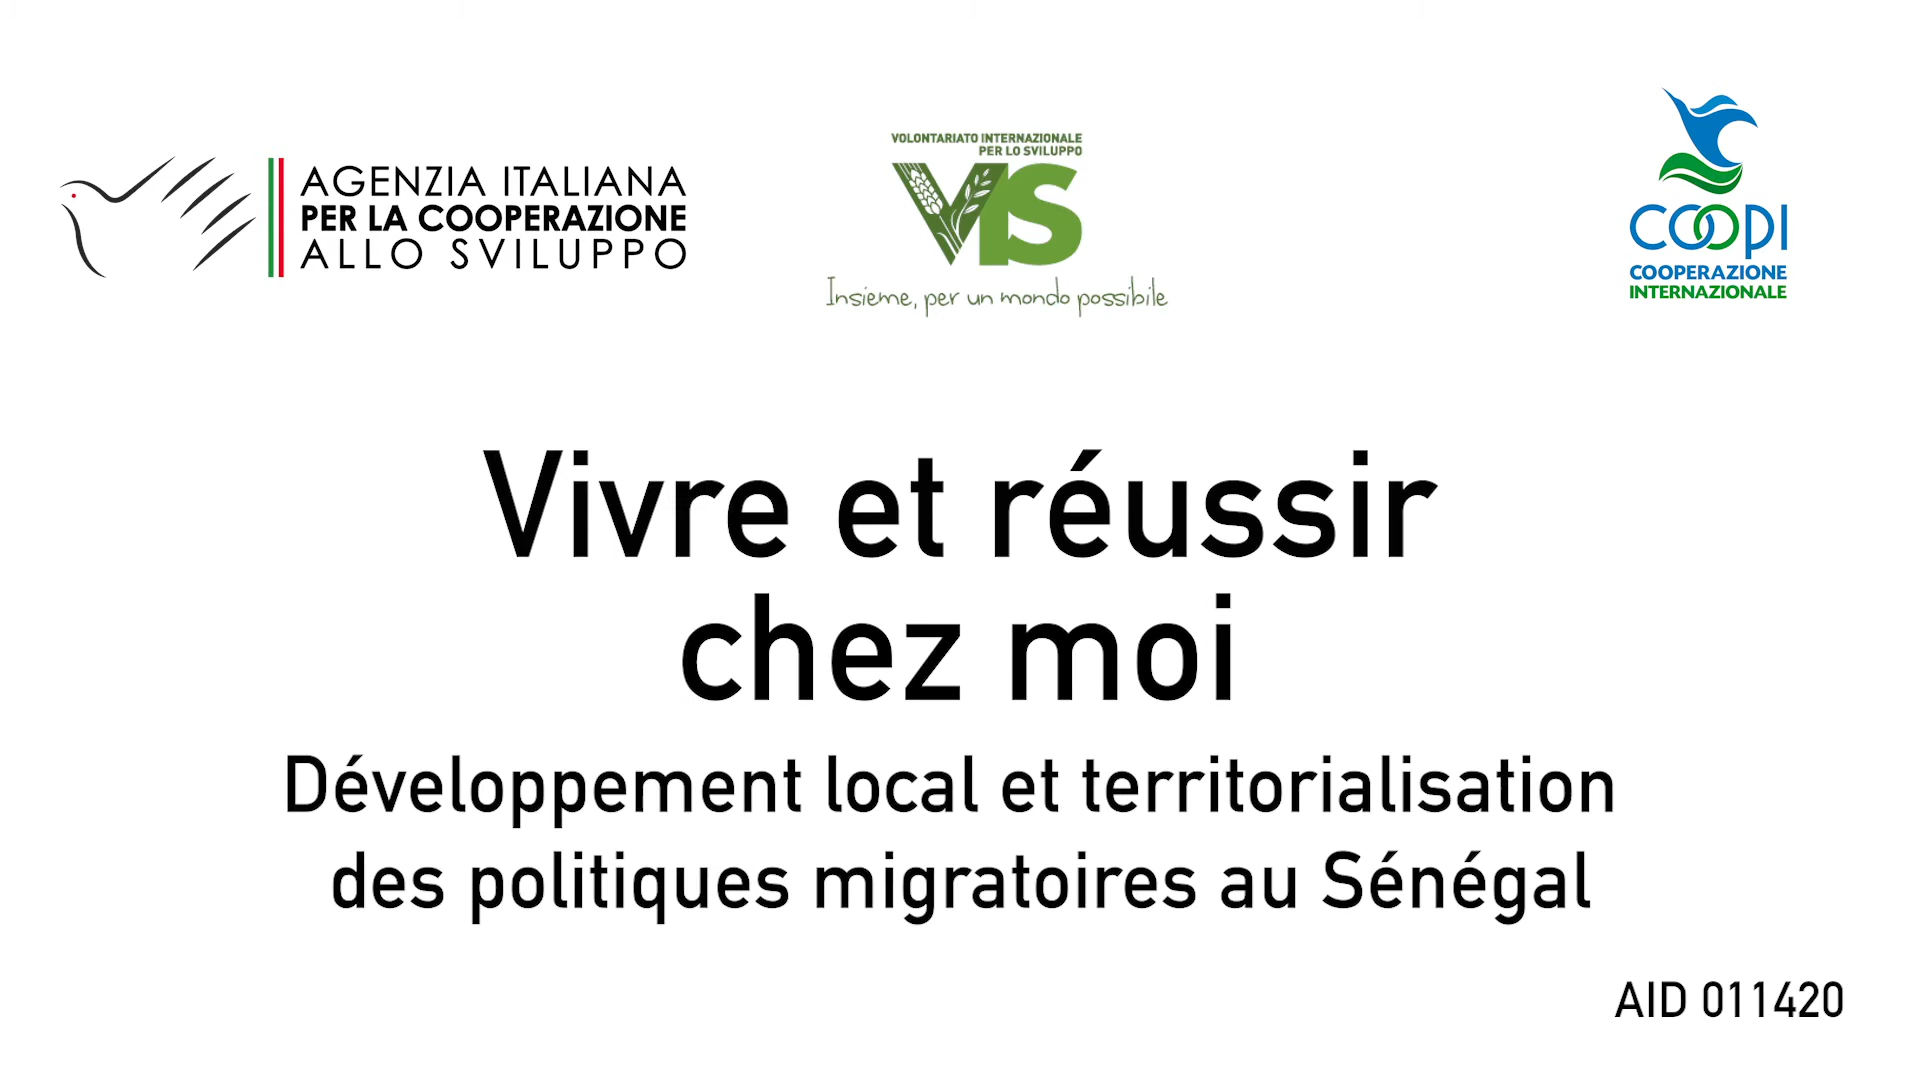 AGENZIA ITALIANA
PER LA COOPERAZIONE
ALLO SVILUPPO
VOLONTARIATO INTERNAZIONALE
PER LO SVILUPPO
VIS
Insieme, per un mondo possibile
COOPI
COOPERAZIONE
INTERNAZIONALE
Vivre et réussir
chez moi
Développement local et territorialisation
des politiques migratoires au Sénégal
AID 011420